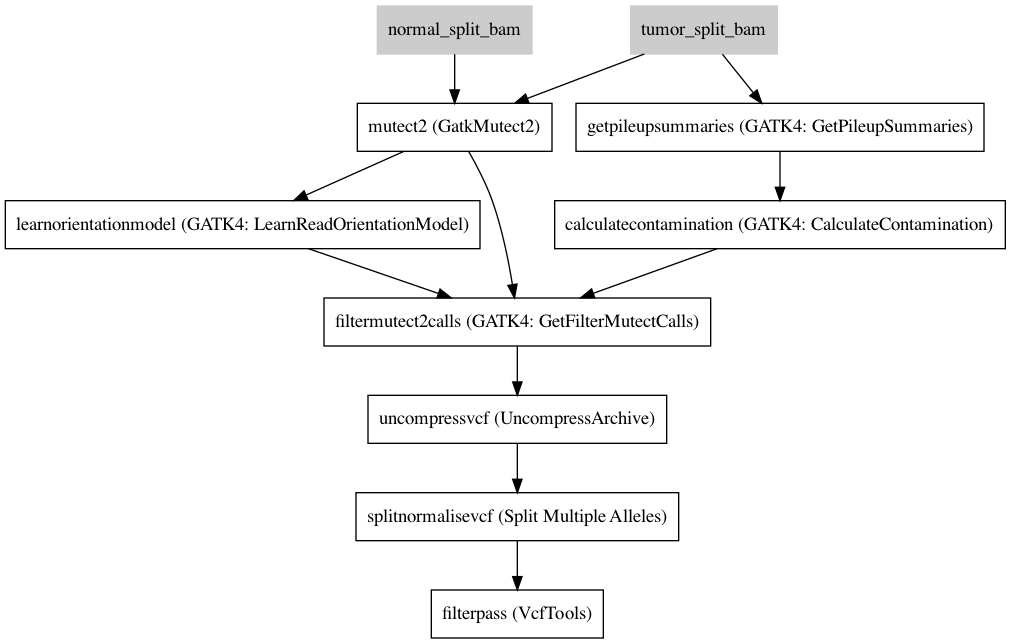 normal_split_bam
tumor_split_bam
mutect2 (GatkMutect2)
getpileupsummaries (GATK4: GetPileupSummaries)
learnorientationmodel (GATK4: LearnReadOrientationModel)
calculatecontamination (GATK4: CalculateContamination)
filtermutect2calls (GATK4: GetFilterMutectCalls)
uncompressvcf (UncompressArchive)
splitnormalisevcf (Split Multiple Alleles)
filterpass (VcfTools)